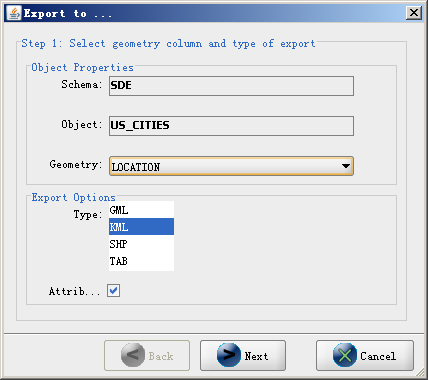 Export to ...
Step 1: Select geometry column and type of export
Object Properties
Schema: SDE
Object: US_CITIES
Geometry: LOCATION
Export Options
Type: GML
KML
SHP
TAB
Attrib...
< Back > Next X Cancel